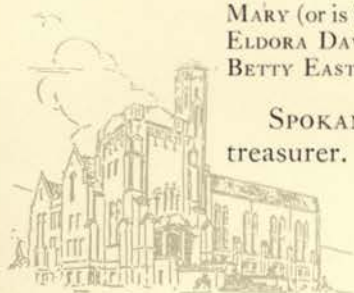 MARY (or is
ELDORA DAV
BETTY EAST
SPOKAN
treasurer.